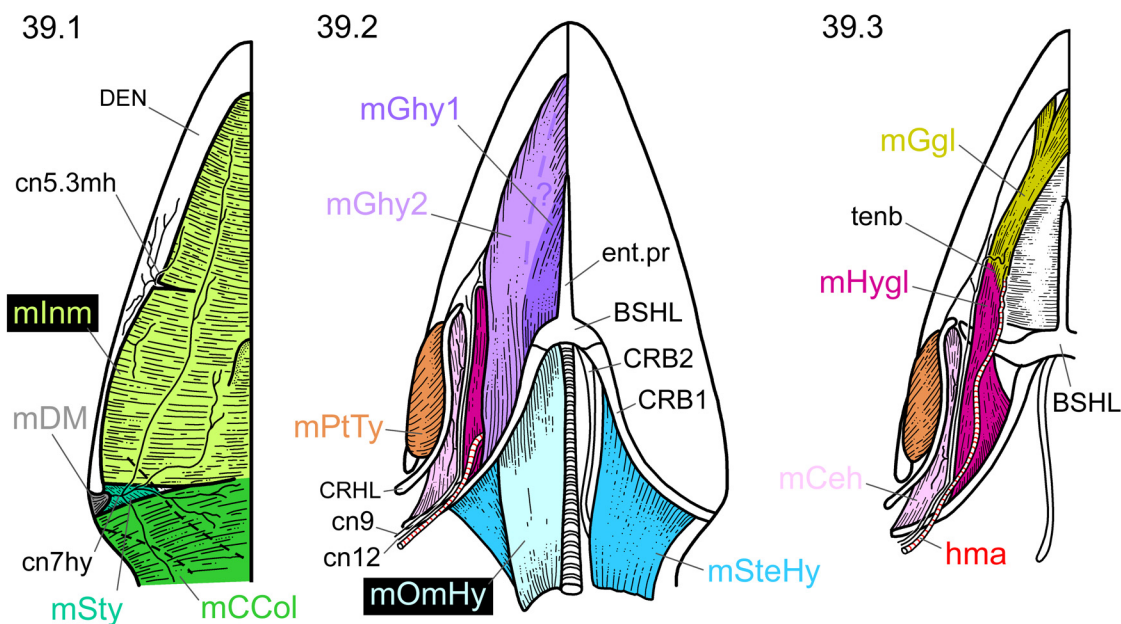 39.1
DEN
cn5.3mh
mInm
mDM
cn7hy
mSty
mCCol
39.2
mGhy1
mGhy2
?
ent.pr
BSHL
CRB2
CRB1
mPtTy
CRHL
cn9
cn12
mOmHy
mSteHy
39.3
mGgl
tenb
mHygl
BSHL
mCeh
hma